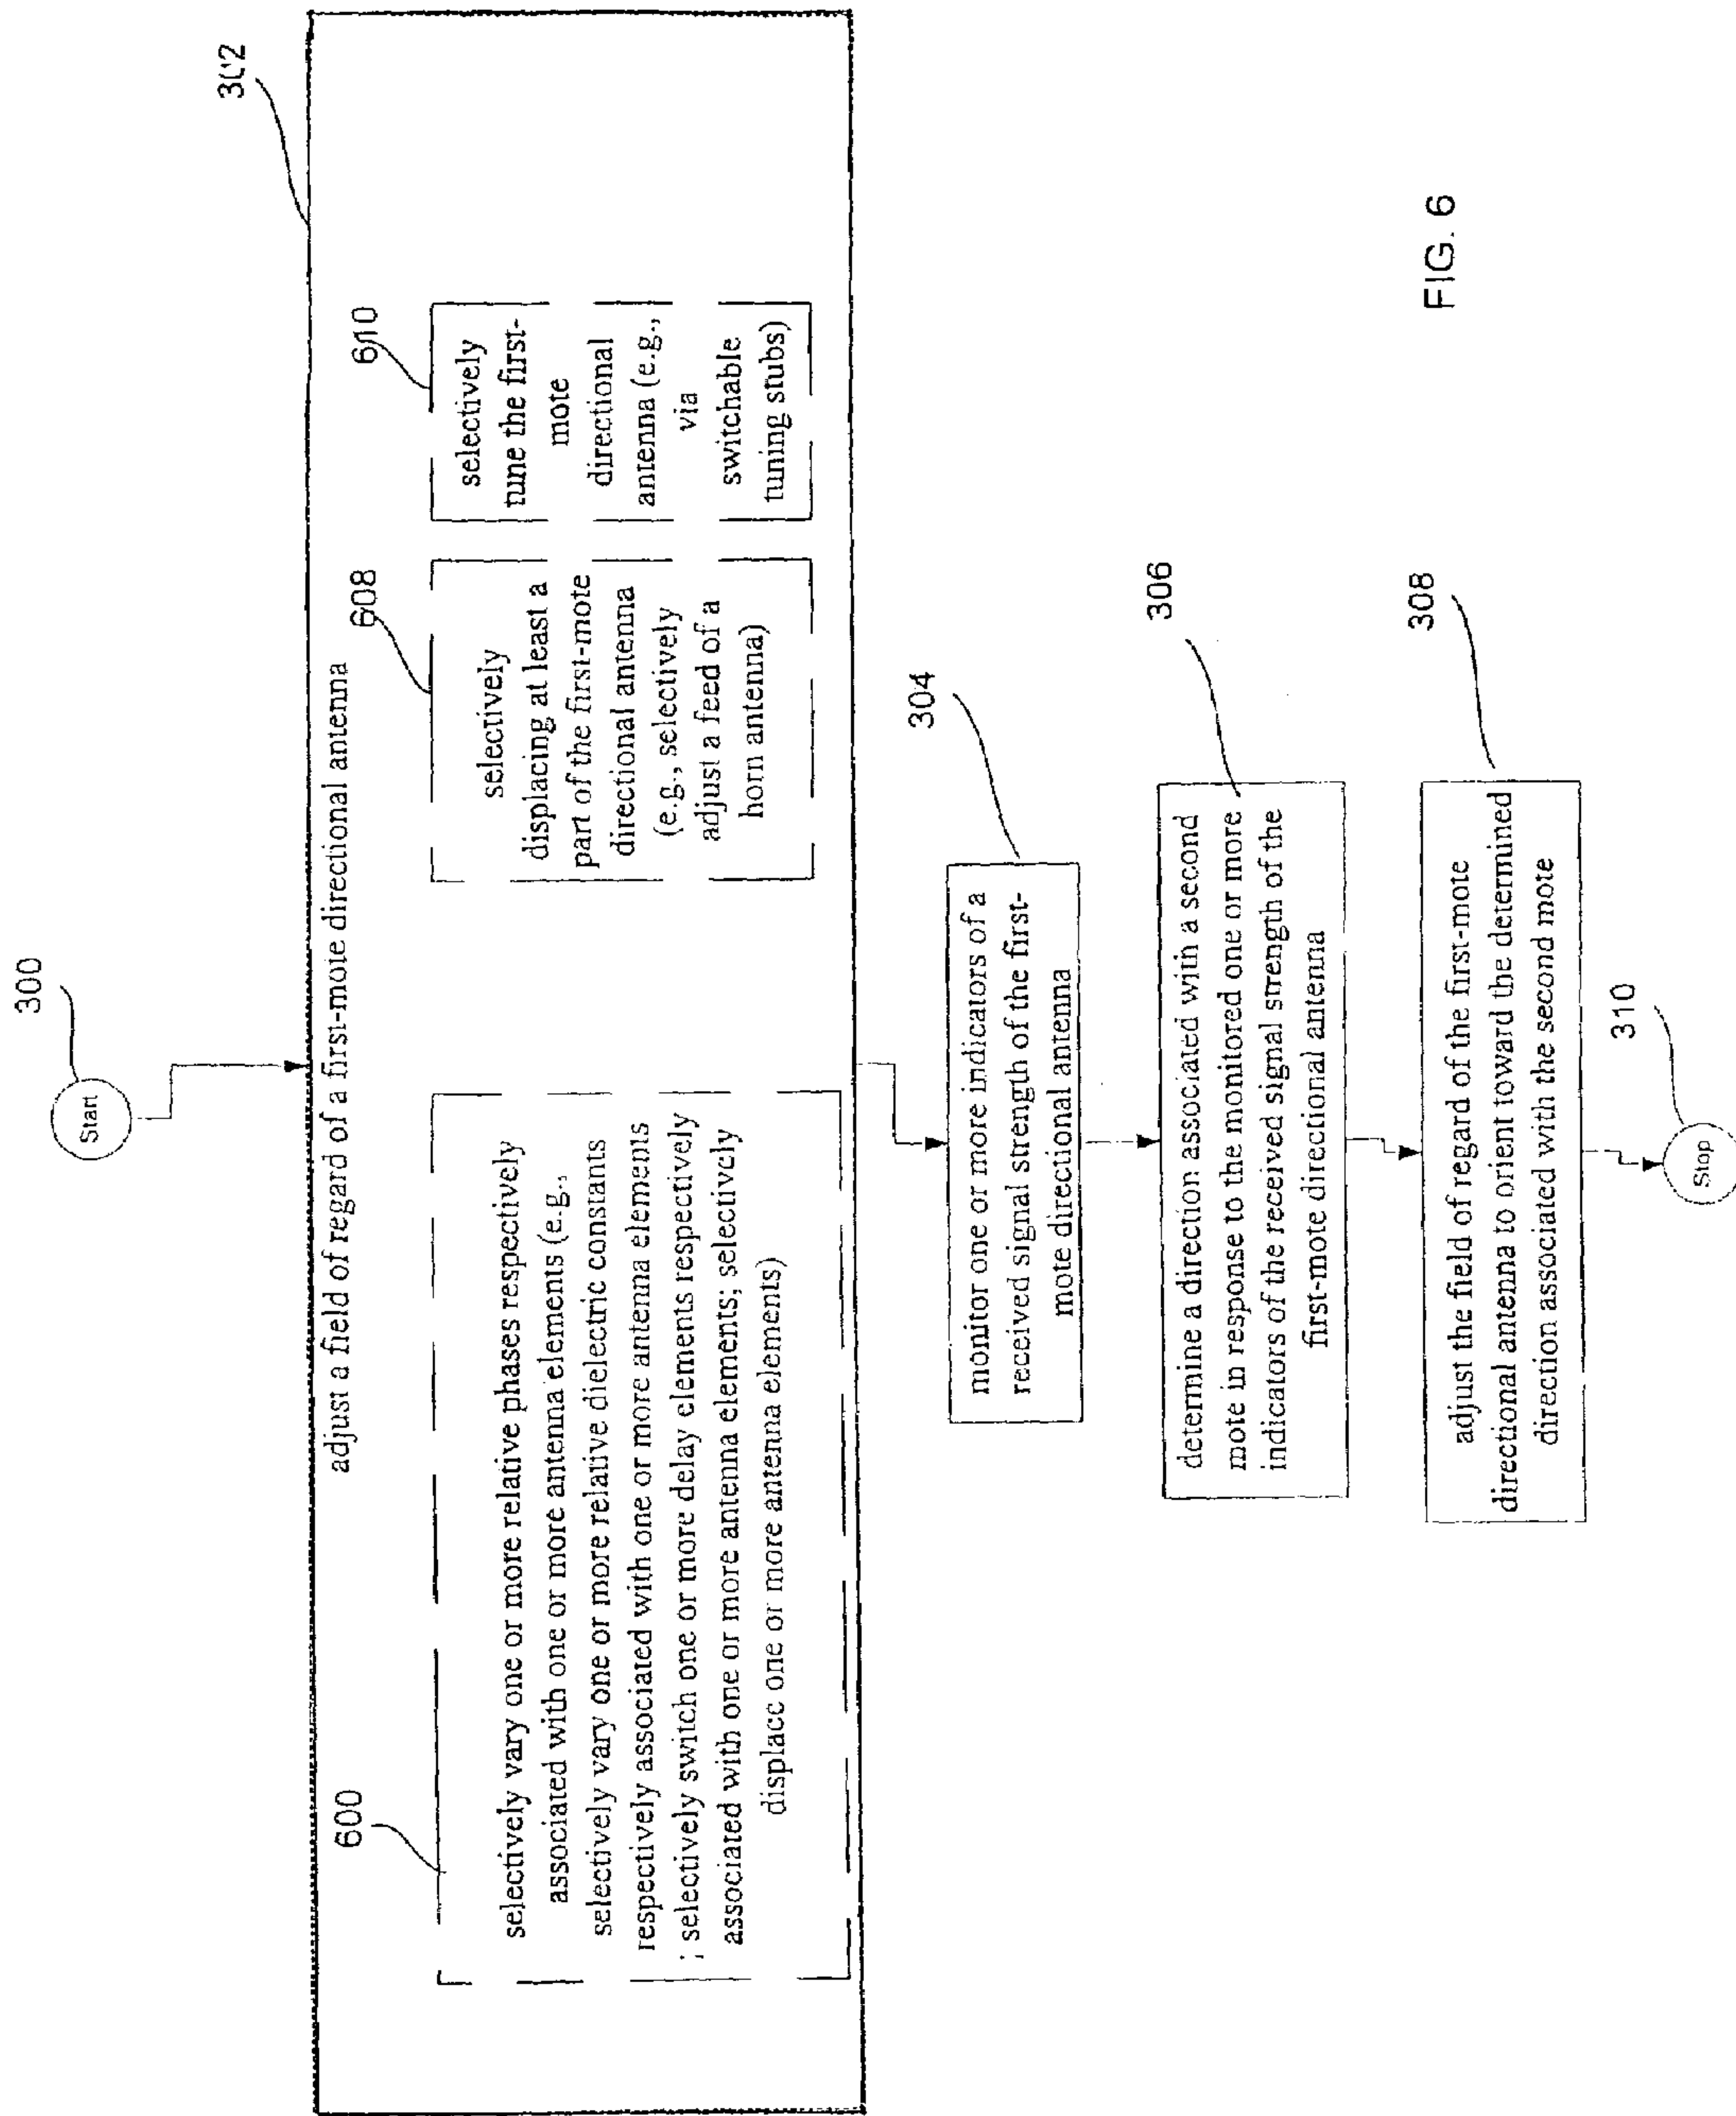 300
Start
302
adjust a field of regard of a first-mote directional antenna
600
selectively vary one or more relative phases respectively
associated with one or more antenna elements (e.g.,
selectively vary one or more relative dielectric constants
respectively associated with one or more antenna elements
; selectively switch one or more delay elements respectively
associated with one or more antenna elements; selectively
displace one or more antenna elements)
608
selectively
displacing at least a
part of the first-mote
directional antenna
(e.g., selectively
adjust a feed of a
horn antenna)
610
selectively
tune the first-
mote
directional
antenna (e.g.,
via
switchable
tuning stubs)
304
monitor one or more indicators of a
received signal strength of the first-
mote directional antenna
306
determine a direction associated with a second
mote in response to the monitored one or more
indicators of the received signal strength of the
first-mote directional antenna
308
adjust the field of regard of the first-mote
directional antenna to orient toward the determined
direction associated with the second mote
310
Stop
FIG. 6